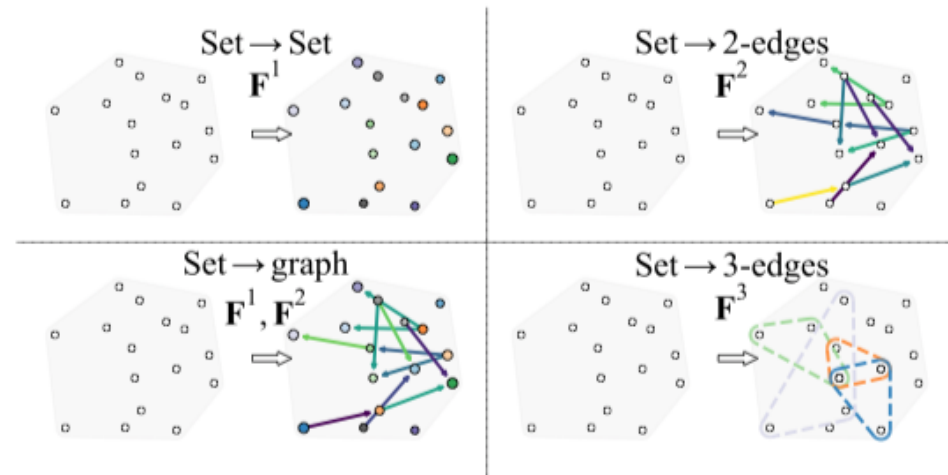 Set → Set
F¹
Set → 2-edges
F²
Set → graph
F¹, F²
Set → 3-edges
F³